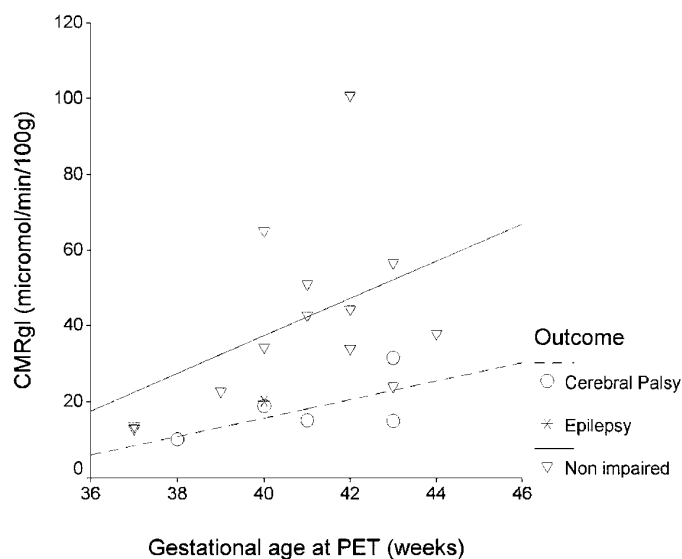 120
100
80
60
40
20
0
CMRgl (micromol/min/100g)
36 38 40 42 44 46
Gestational age at PET (weeks)
Outcome
Cerebral Palsy
Epilepsy
Non impaired